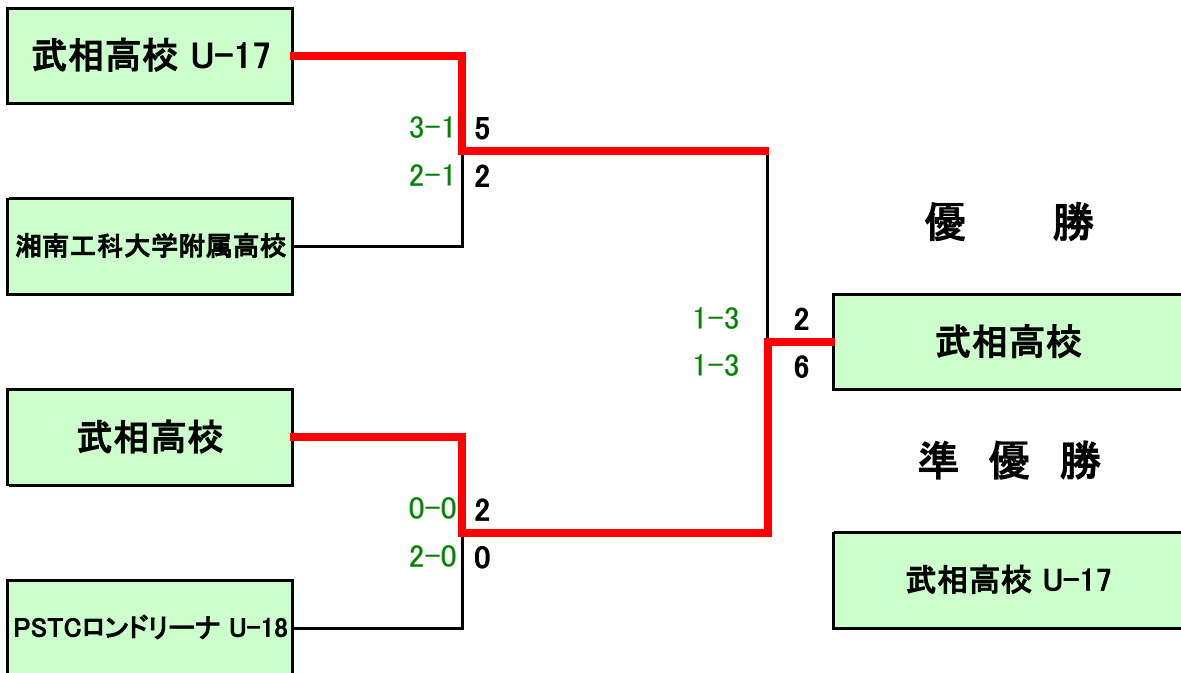 武相高校 U-17
3-1 5
2-1 2
湘南工科大学附属高校
優 勝
1-3 2
武相高校
1-3 6
武相高校
準 優 勝
0-0 2
2-0 0
武相高校 U-17
PSTCロンドリーナ U-18